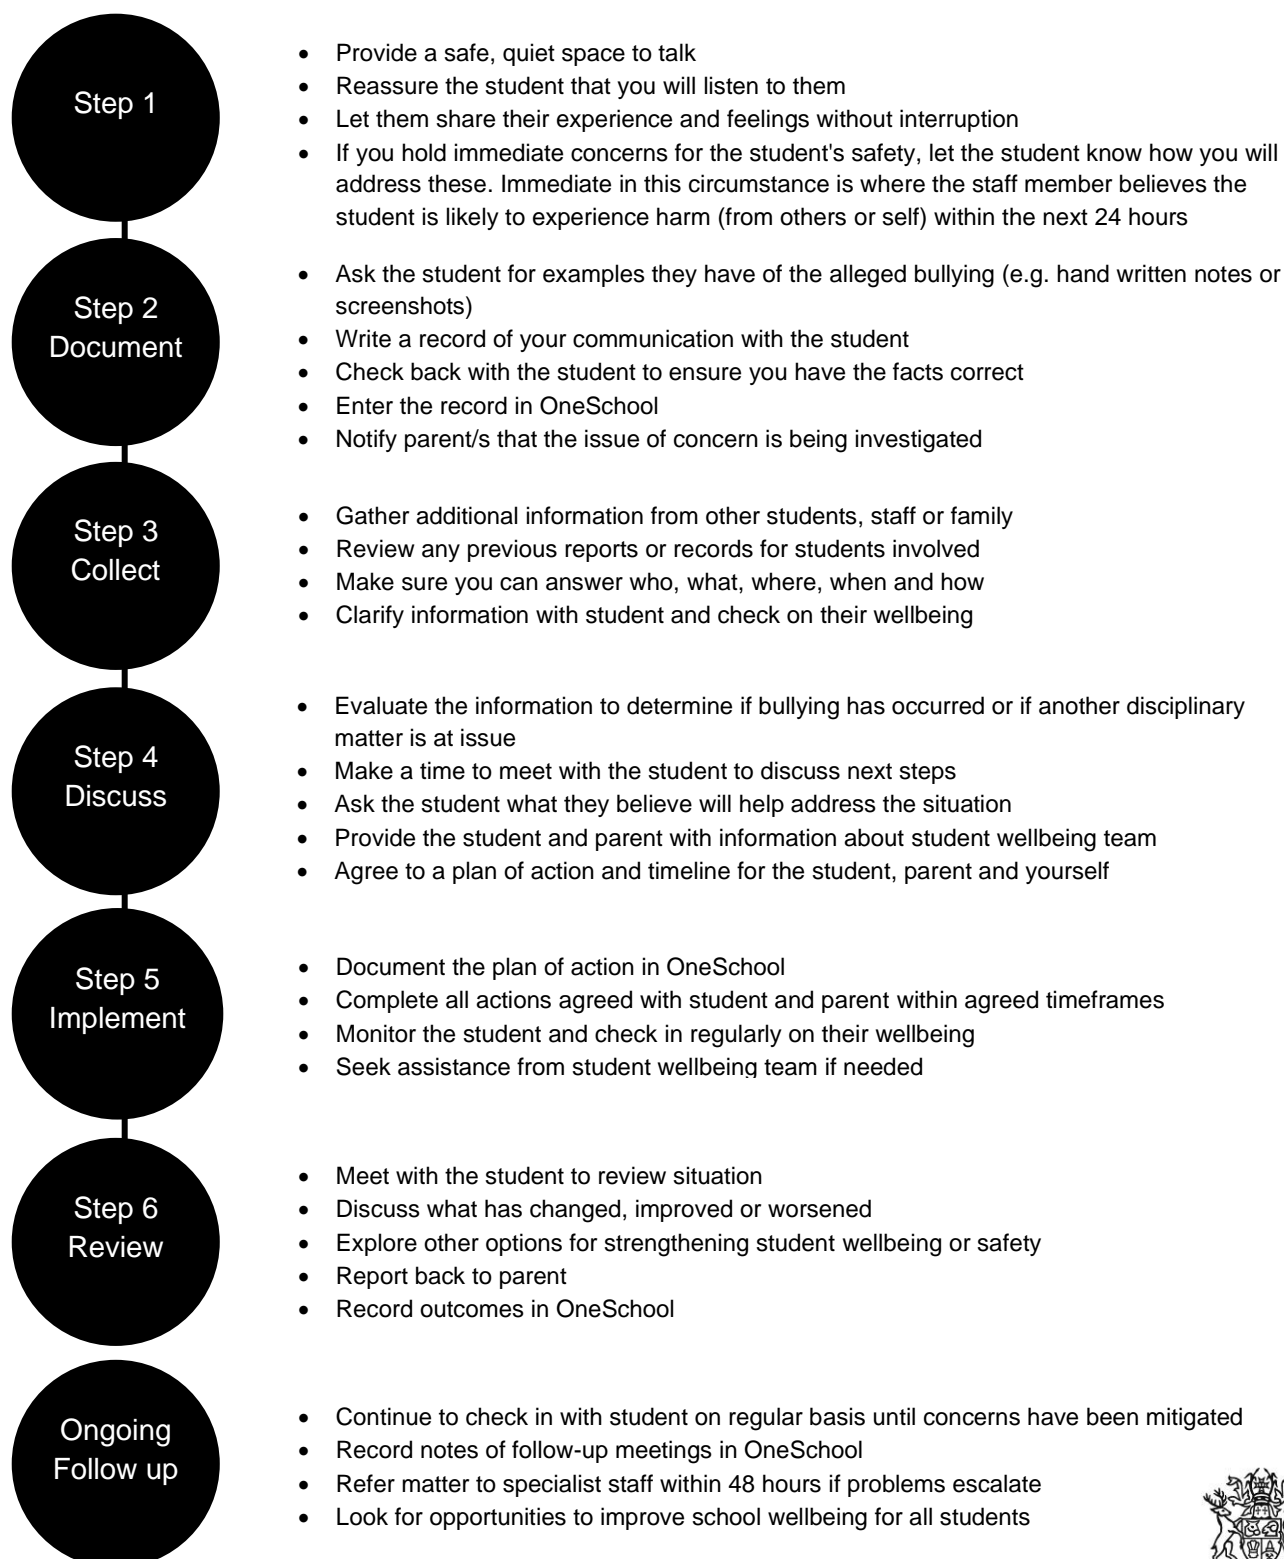 Step 1
• Provide a safe, quiet space to talk
• Reassure the student that you will listen to them
• Let them share their experience and feelings without interruption
• If you hold immediate concerns for the student's safety, let the student know how you will
address these. Immediate in this circumstance is where the staff member believes the
student is likely to experience harm (from others or self) within the next 24 hours
Step 2
Document
• Ask the student for examples they have of the alleged bullying (e.g. hand written notes or
screenshots)
• Write a record of your communication with the student
• Check back with the student to ensure you have the facts correct
• Enter the record in OneSchool
• Notify parent/s that the issue of concern is being investigated
Step 3
Collect
• Gather additional information from other students, staff or family
• Review any previous reports or records for students involved
• Make sure you can answer who, what, where, when and how
• Clarify information with student and check on their wellbeing
Step 4
Discuss
• Evaluate the information to determine if bullying has occurred or if another disciplinary
matter is at issue
• Make a time to meet with the student to discuss next steps
• Ask the student what they believe will help address the situation
• Provide the student and parent with information about student wellbeing team
• Agree to a plan of action and timeline for the student, parent and yourself
Step 5
Implement
• Document the plan of action in OneSchool
• Complete all actions agreed with student and parent within agreed timeframes
• Monitor the student and check in regularly on their wellbeing
• Seek assistance from student wellbeing team if needed
Step 6
Review
• Meet with the student to review situation
• Discuss what has changed, improved or worsened
• Explore other options for strengthening student wellbeing or safety
• Report back to parent
• Record outcomes in OneSchool
Ongoing
Follow up
• Continue to check in with student on regular basis until concerns have been mitigated
• Record notes of follow-up meetings in OneSchool
• Refer matter to specialist staff within 48 hours if problems escalate
• Look for opportunities to improve school wellbeing for all students